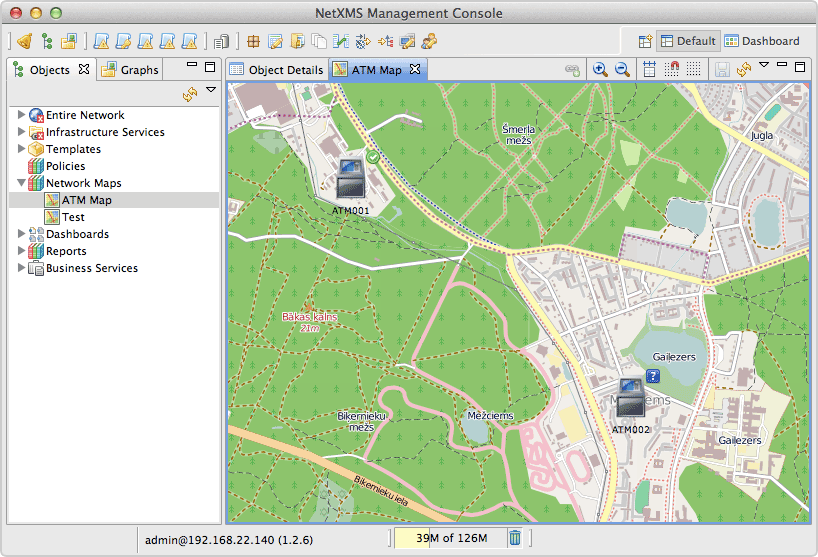 NetXMS Management Console
Default
Dashboard
Objects
Graphs
Object Details
ATM Map
Entire Network
Infrastructure Services
Templates
Policies
Network Maps
ATM Map
Test
Dashboards
Reports
Business Services
Šmerļa
mežs
Jugla
ATM001
Bākas kalns
21m
Gailezers
Mežciems
ATM002
Biķernieku
mežs
Mežciems
Gailezers
Biķernieku iela
?
admin@192.168.22.140 (1.2.6)
39M of 126M